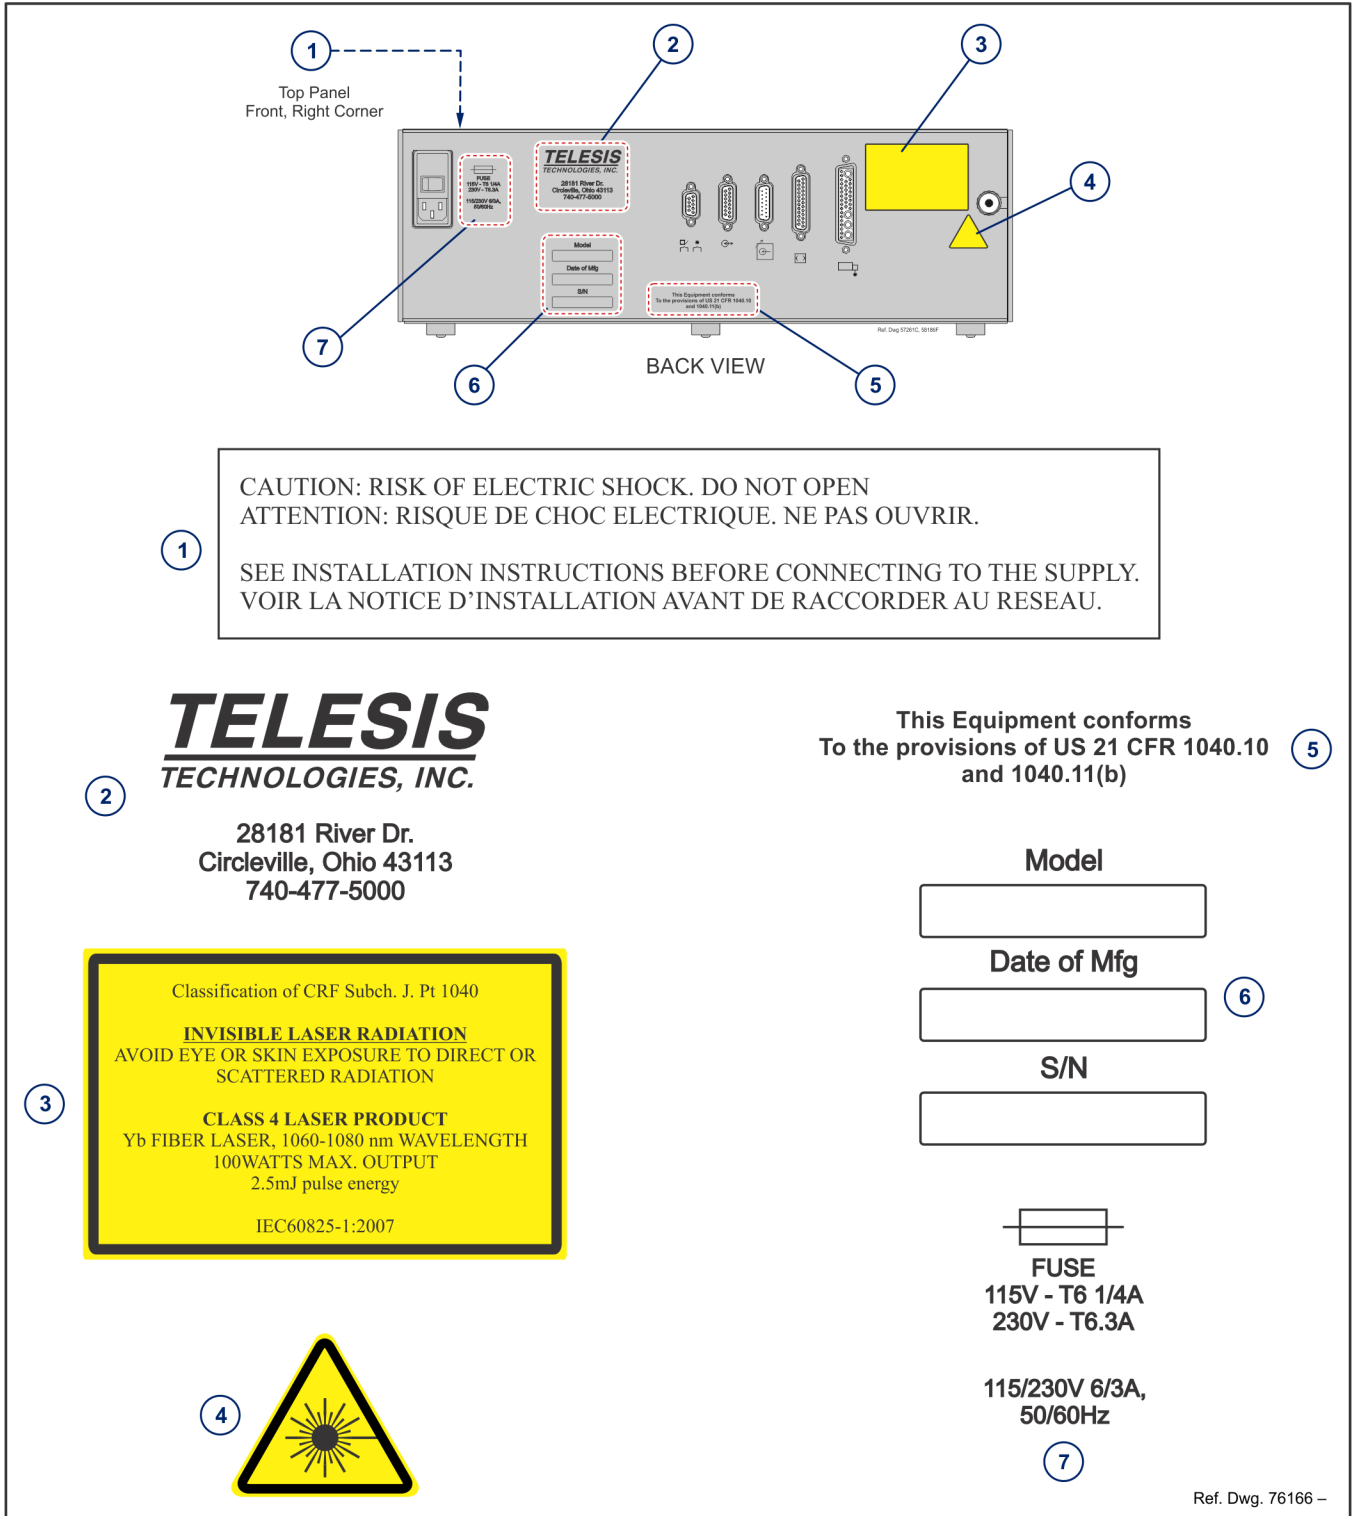 1
2
3
4
Top Panel
Front, Right Corner
FUSE
115V - T6 1/4A
230V - T6.3A
115/230V 6/3A,
50/60Hz
TELESIS
TECHNOLOGIES, INC.
28181 River Dr.
Circleville, Ohio 43113
740-477-5000
Model
Date of Mfg
S/N
This Equipment conforms
To the provisions of US 21 CFR 1040.10
and 1040.11(b)
Ref. Dwg 57261C, 58189F
7
6
5
BACK VIEW
1
CAUTION: RISK OF ELECTRIC SHOCK. DO NOT OPEN
ATTENTION: RISQUE DE CHOC ELECTRIQUE. NE PAS OUVRIR.
SEE INSTALLATION INSTRUCTIONS BEFORE CONNECTING TO THE SUPPLY.
VOIR LA NOTICE D'INSTALLATION AVANT DE RACCORDER AU RESEAU.
TELESIS
TECHNOLOGIES, INC.
2
28181 River Dr.
Circleville, Ohio 43113
740-477-5000
This Equipment conforms
To the provisions of US 21 CFR 1040.10
and 1040.11(b)
5
Model
Date of Mfg
6
S/N
3
Classification of CRF Subch. J. Pt 1040
INVISIBLE LASER RADIATION
AVOID EYE OR SKIN EXPOSURE TO DIRECT OR
SCATTERED RADIATION
CLASS 4 LASER PRODUCT
Yb FIBER LASER, 1060-1080 nm WAVELENGTH
100WATTS MAX. OUTPUT
2.5mJ pulse energy
IEC60825-1:2007
FUSE
115V - T6 1/4A
230V - T6.3A
115/230V 6/3A,
50/60Hz
7
4
Ref. Dwg. 76166 –